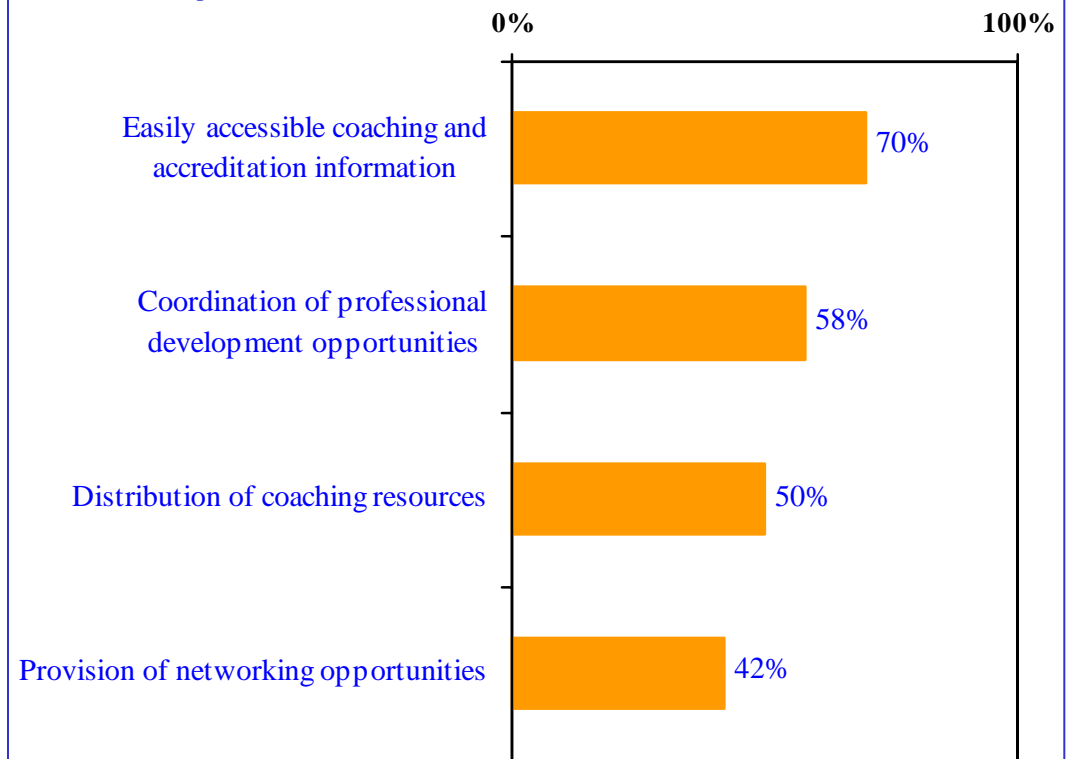 0% 100%
Easily accessible coaching and
accreditation information
70%
Coordination of professional
development opportunities
58%
Distribution of coaching resources
50%
Provision of networking opportunities
42%